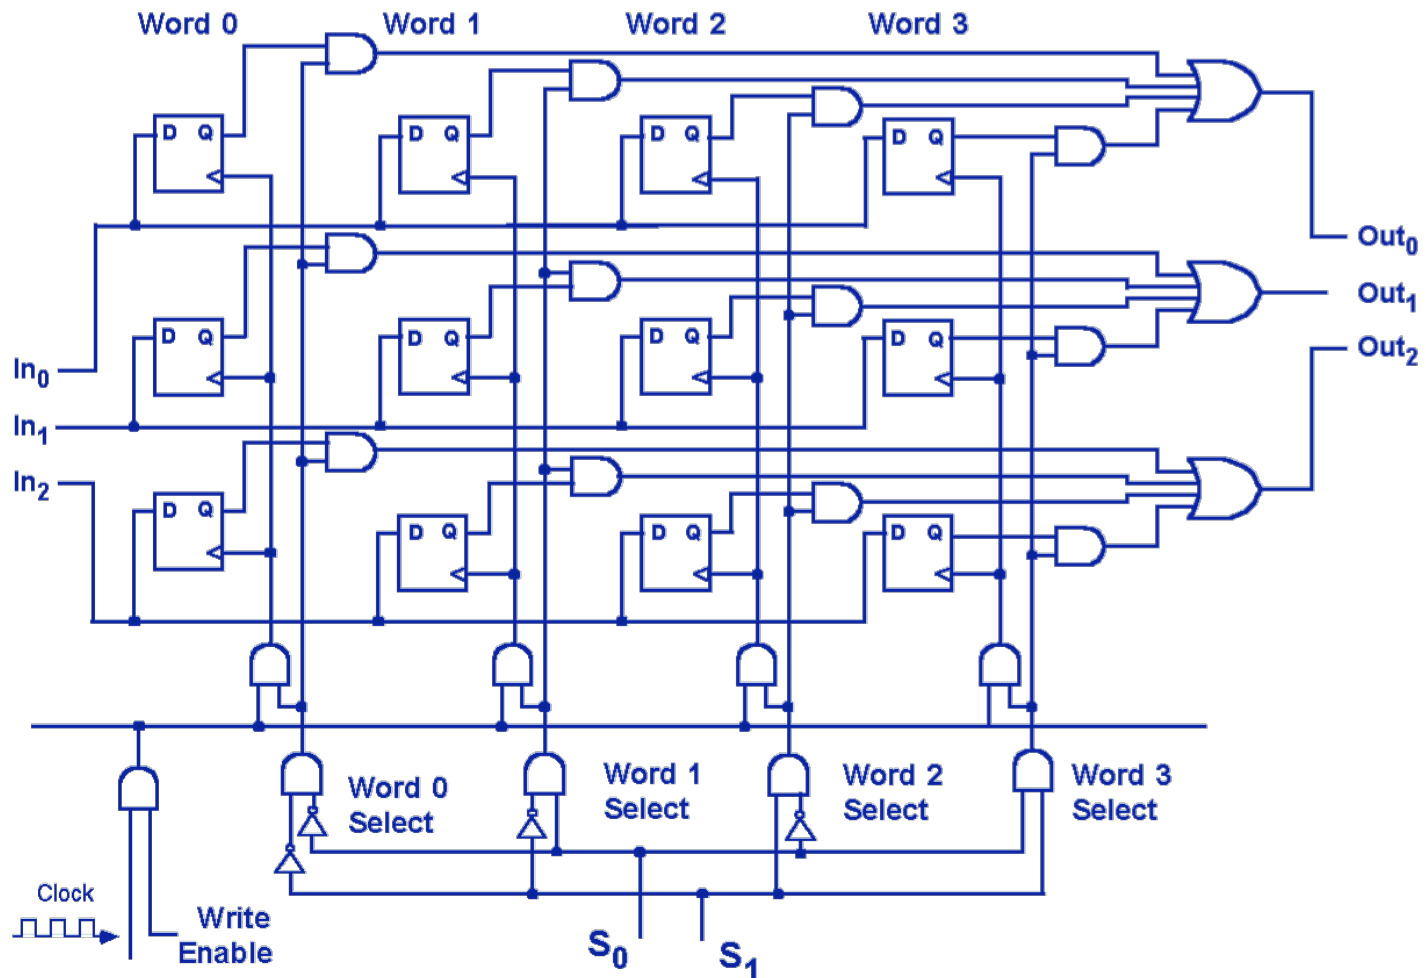 Word 0 Word 1 Word 2 Word 3
D Q D Q D Q D Q
Out0
D Q D Q D Q D Q
Out1
Out2
In0
In1
In2
D Q D Q D Q D Q
Word 0 Select
Word 1 Select
Word 2 Select
Word 3 Select
Clock
Write Enable
S0 S1